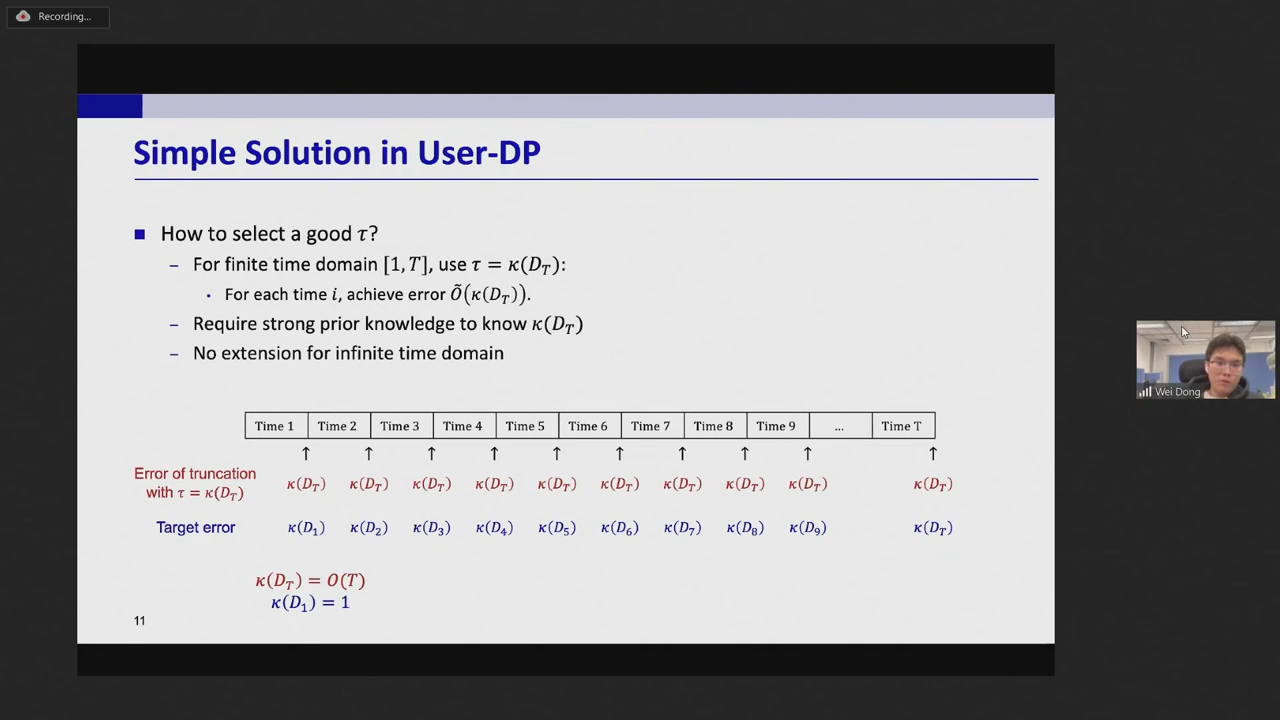 Recording...
Simple Solution in User-DP
■ How to select a good τ?
– For finite time domain [1, T], use τ = κ(D_T):
• For each time i, achieve error Õ(κ(D_T)).
– Require strong prior knowledge to know κ(D_T)
– No extension for infinite time domain
Time 1 Time 2 Time 3 Time 4 Time 5 Time 6 Time 7 Time 8 Time 9 ... Time T
↑ ↑ ↑ ↑ ↑ ↑ ↑ ↑ ↑ ↑
Error of truncation
with τ = κ(D_T)
κ(D_T) κ(D_T) κ(D_T) κ(D_T) κ(D_T) κ(D_T) κ(D_T) κ(D_T) κ(D_T) κ(D_T)
Target error κ(D_1) κ(D_2) κ(D_3) κ(D_4) κ(D_5) κ(D_6) κ(D_7) κ(D_8) κ(D_9) κ(D_T)
κ(D_T) = O(T)
κ(D_1) = 1
11
Wei Dong